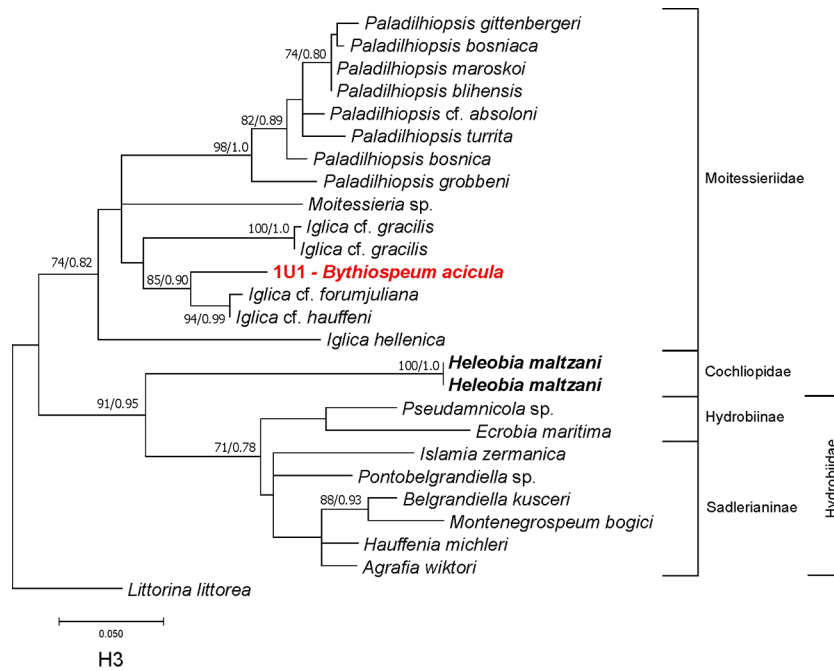 Paladilhiopsis gittenbergeri
74/0.80
Paladilhiopsis bosniaca
Paladilhiopsis maroskoi
Paladilhiopsis blihensis
Paladilhiopsis cf. absoloni
82/0.89
Paladilhiopsis turrita
98/1.0
Paladilhiopsis bosnica
Paladilhiopsis grobbeni
Moitessieriidae
Moitessieria sp.
100/1.0
Iglica cf. gracilis
Iglica cf. gracilis
74/0.82
85/0.90
1U1 - Bythiospeum acicula
Iglica cf. forumjuliana
94/0.99
Iglica cf. hauffeni
Iglica hellenica
100/1.0
Heleobia maltzani
Heleobia maltzani
Cochliopidae
91/0.95
Pseudamnicola sp.
Hydrobiinae
Ecrobia maritima
71/0.78
Islamia zermanica
Pontobelgrandiella sp.
88/0.93
Belgrandiella kusceri
Sadlerianinae
Hydrobiidae
Montenegrospeum bogici
Hauffenia michleri
Agrafia wiktori
Littorina littorea
0.050
H3